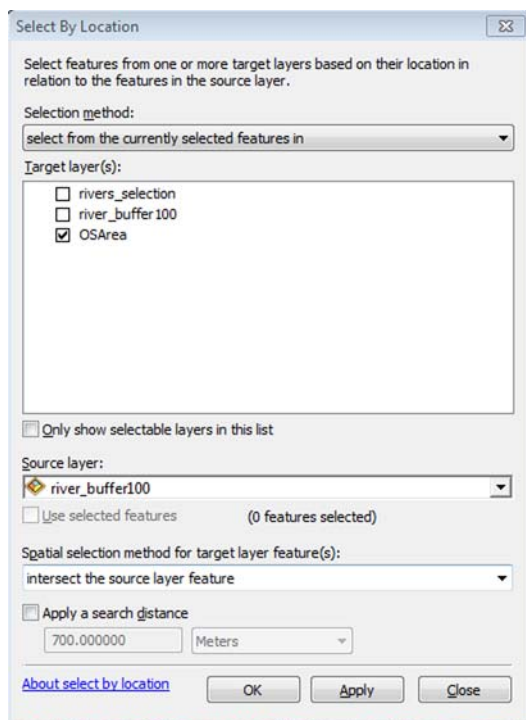 Select By Location
Select features from one or more target layers based on their location in
relation to the features in the source layer.
Selection method:
select from the currently selected features in
Target layer(s):
rivers_selection
river_buffer100
OSArea
Only show selectable layers in this list
Source layer:
river_buffer100
Use selected features (0 features selected)
Spatial selection method for target layer feature(s):
intersect the source layer feature
Apply a search distance
700.000000 Meters
About select by location OK Apply Close